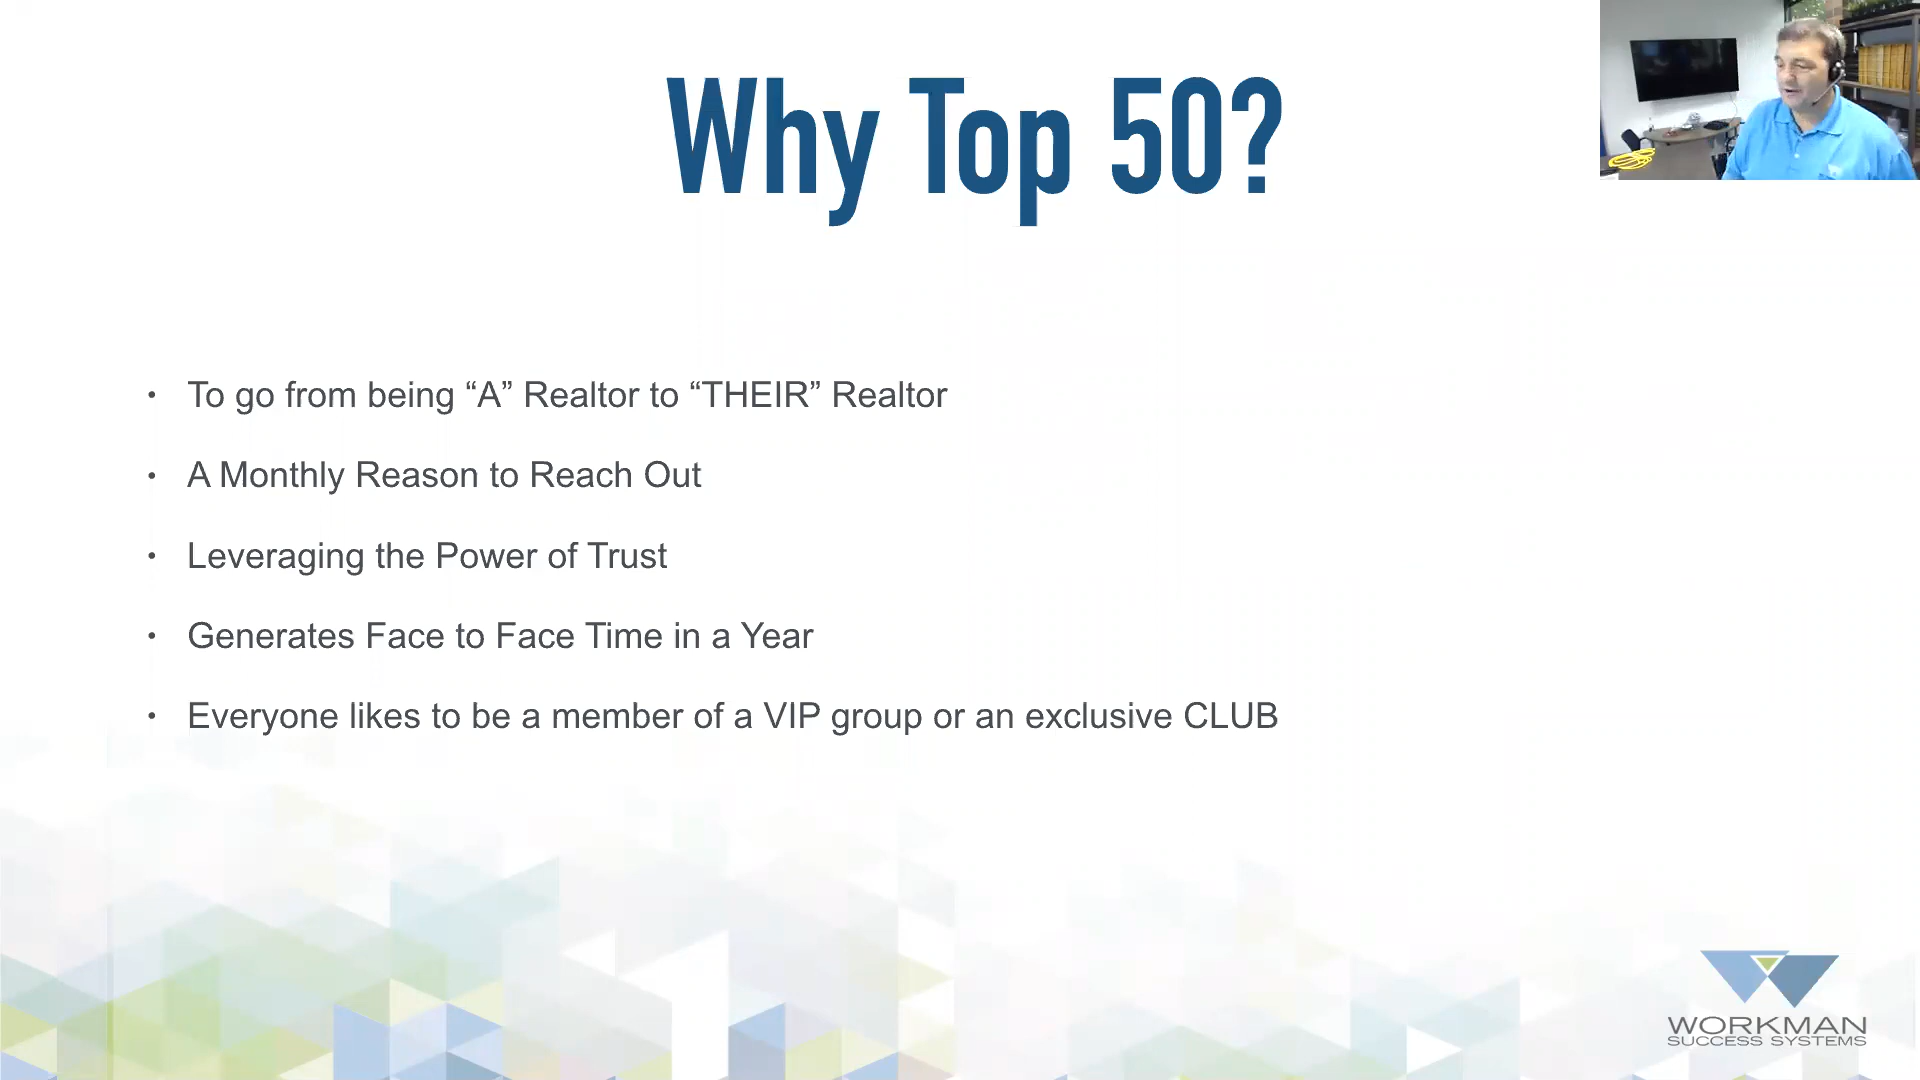 Why Top 50?
• To go from being “A” Realtor to “THEIR” Realtor
• A Monthly Reason to Reach Out
• Leveraging the Power of Trust
• Generates Face to Face Time in a Year
• Everyone likes to be a member of a VIP group or an exclusive CLUB
WORKMAN
SUCCESS SYSTEMS